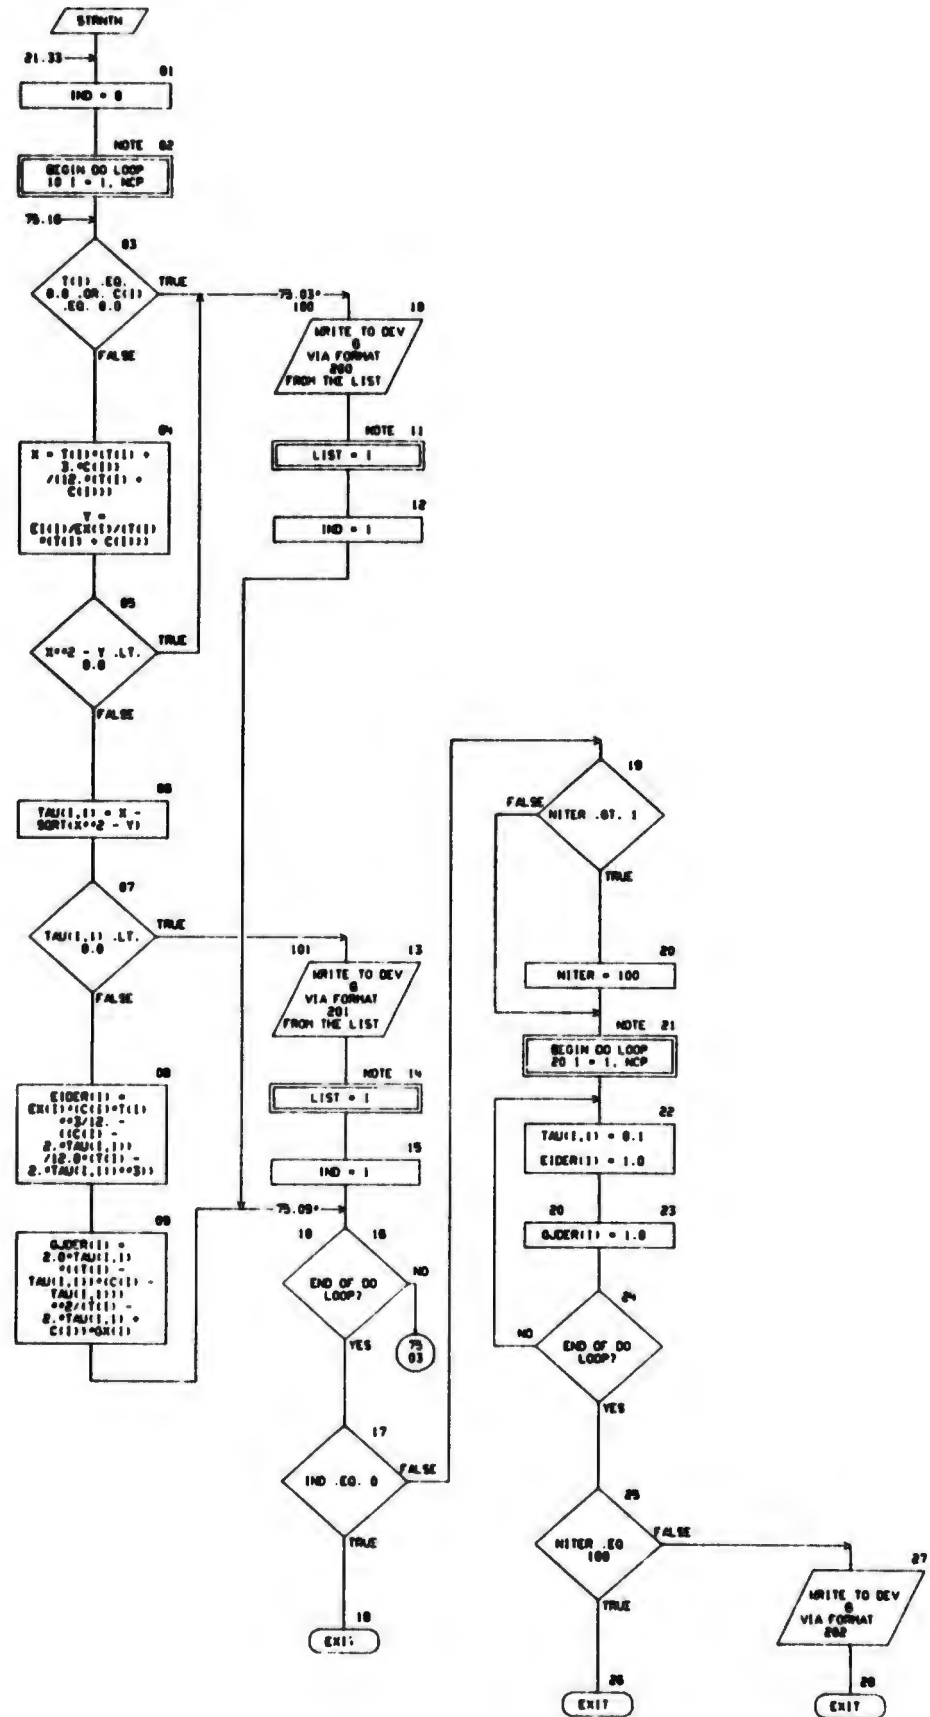 STRNTH
21.33
01
IND = 0
NOTE 02
BEGIN DO LOOP
10 I = 1, NCP
75.16
03
T(I) .EQ.
0.0 .OR. C(I)
.EQ. 0.0
TRUE
FALSE
04
X = T(I)*(T(I) +
3.*C(I))
/(12.*(T(I) +
C(I)))
Y =
EI(I)/EX(I)/(T(I)
*(T(I) + C(I)))
05
X**2 - Y .LT.
0.0
TRUE
FALSE
06
TAU(I,1) = X -
SQRT(X**2 - Y)
07
TAU(I,1) .LT.
0.0
TRUE
FALSE
08
EIDER(I) =
EX(I)*(C(I)*T(I)
**3/12. -
((C(I) -
2.*TAU(I,1))
/12.0*(T(I) -
2.*TAU(I,1))**3))
09
GJDER(I) =
2.0*TAU(I,1)
*((T(I) -
TAU(I,1))*(C(I) -
TAU(I,1)))
**2/(T(I) -
2.*TAU(I,1) +
C(I))*GX(I)
75.03*
100
10
WRITE TO DEV
6
VIA FORMAT
200
FROM THE LIST
NOTE 11
LIST = I
12
IND = 1
101
13
WRITE TO DEV
6
VIA FORMAT
201
FROM THE LIST
NOTE 14
LIST = I
15
IND = 1
75.09*
10
16
END OF DO
LOOP?
NO
75
03
YES
17
IND .EQ. 0
FALSE
TRUE
18
EXIT
19
NITER .GT. 1
FALSE
TRUE
20
NITER = 100
NOTE 21
BEGIN DO LOOP
20 I = 1, NCP
22
TAU(I,1) = 0.1
EIDER(I) = 1.0
20
23
GJDER(I) = 1.0
24
END OF DO
LOOP?
NO
YES
25
NITER .EQ
100
FALSE
TRUE
26
EXIT
27
WRITE TO DEV
6
VIA FORMAT
202
28
EXIT